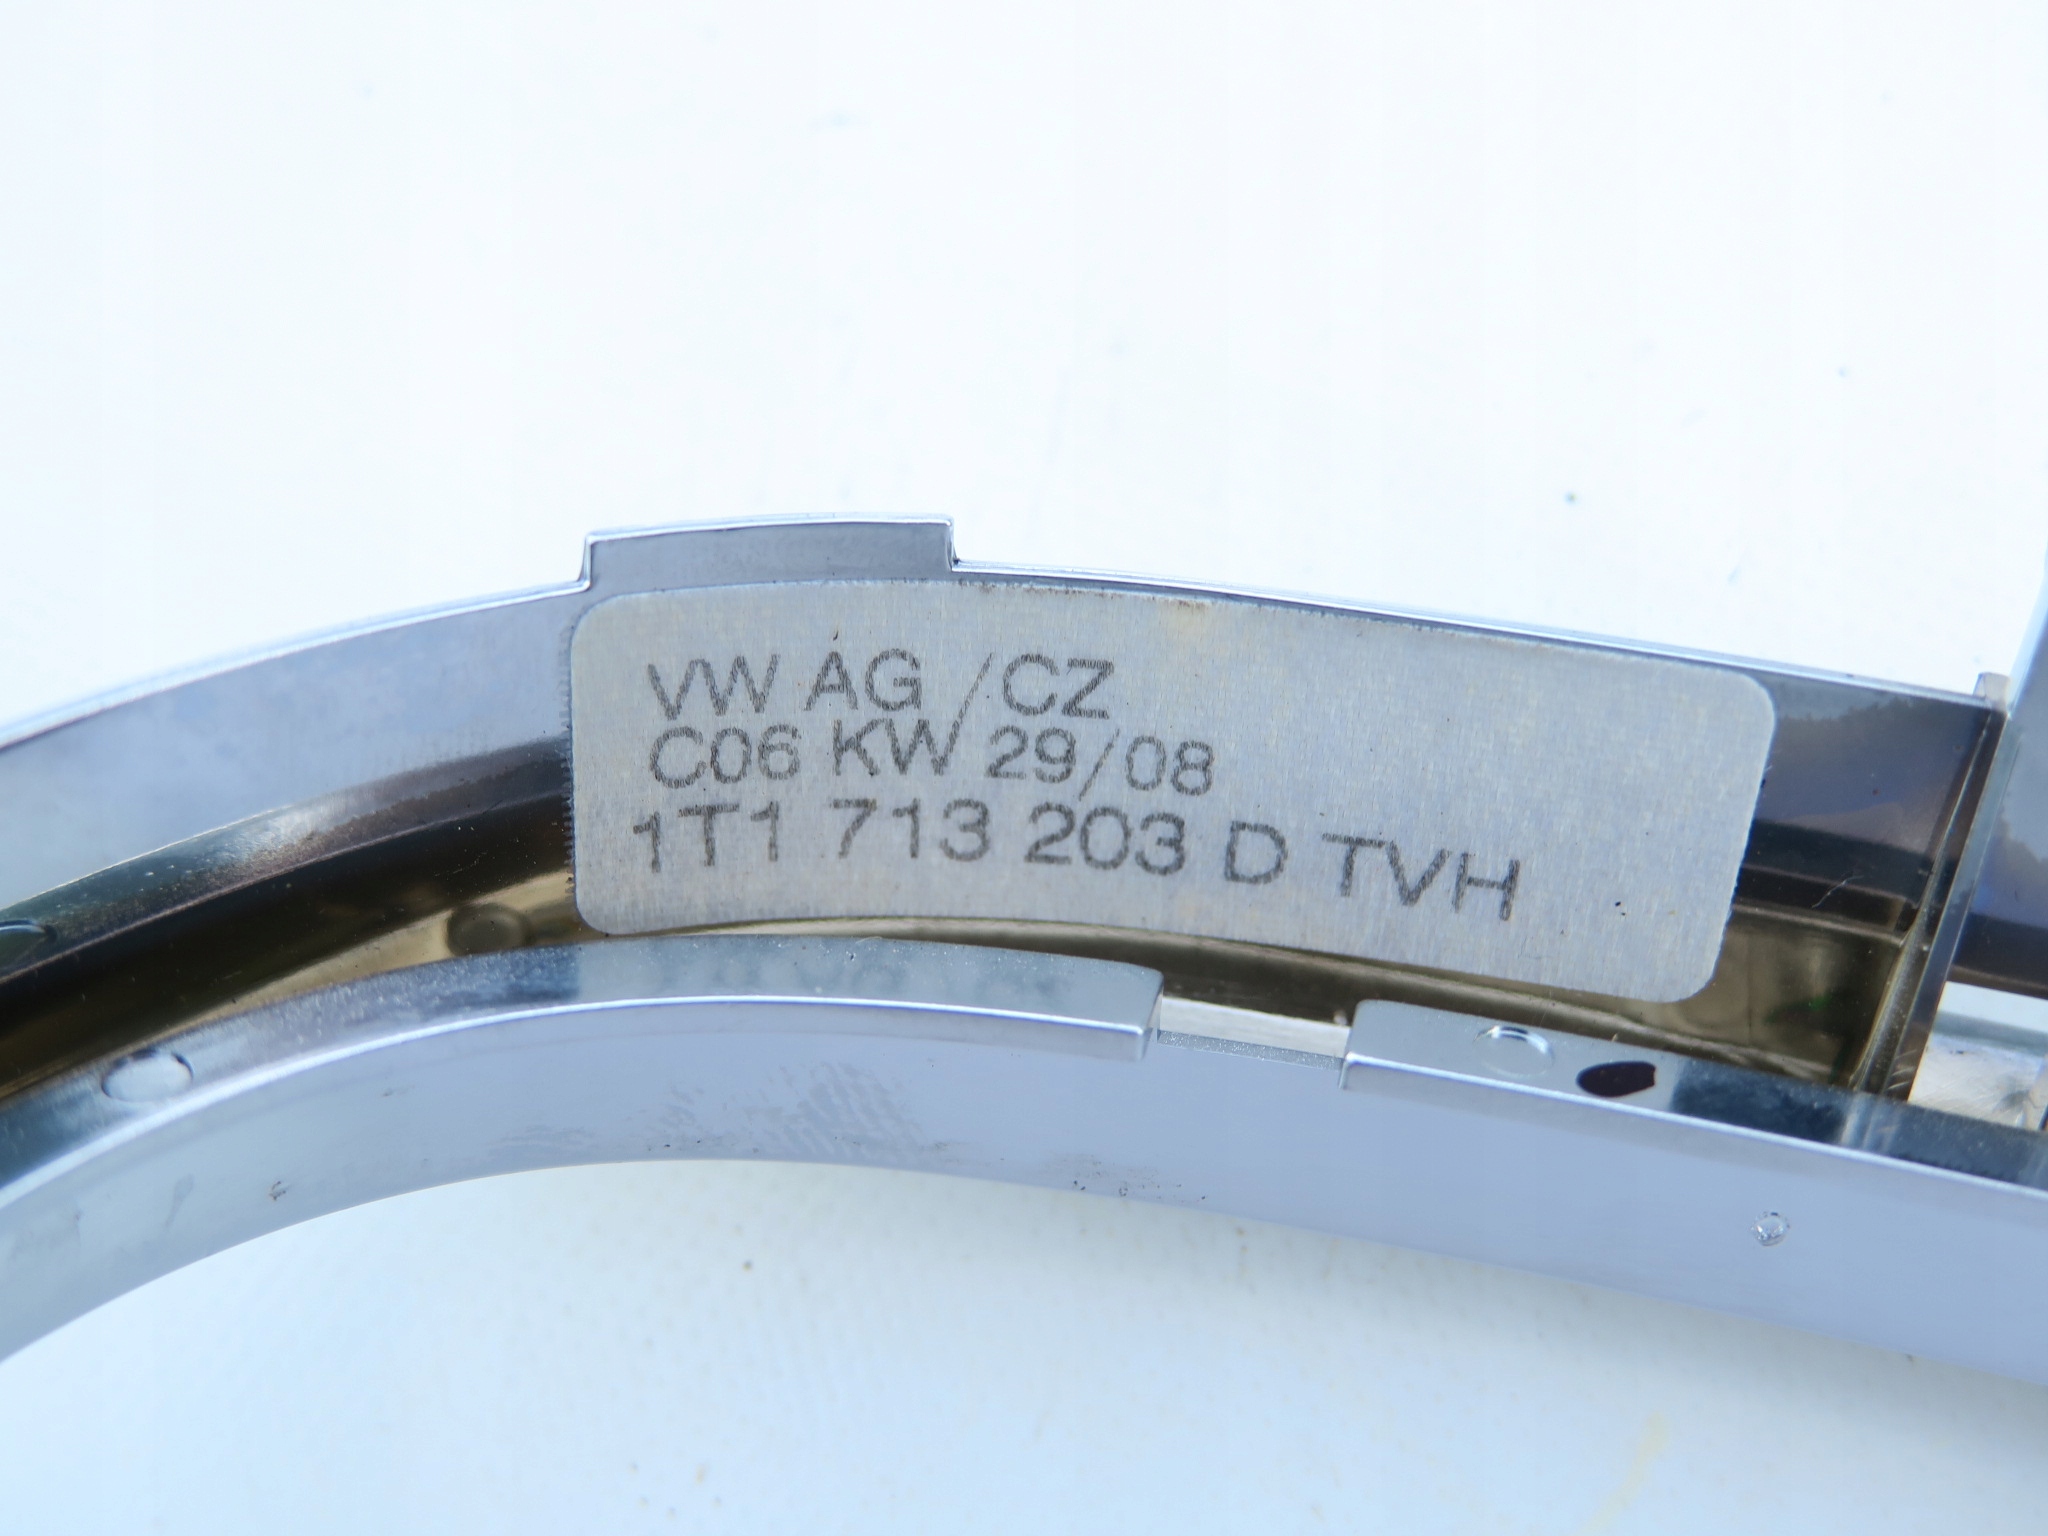 VW AG /CZ
C06 KW 29/08
1T1 713 203 D TVH